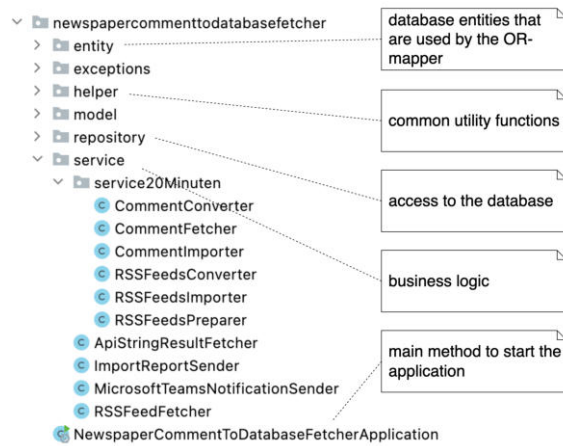 newspapercommenttodatabasefetcher
entity
exceptions
helper
model
repository
service
service20Minuten
CommentConverter
CommentFetcher
CommentImporter
RSSFeedsConverter
RSSFeedsImporter
RSSFeedsPreparer
ApiStringResultFetcher
ImportReportSender
MicrosoftTeamsNotificationSender
RSSFeedFetcher
NewspaperCommentToDatabaseFetcherApplication
database entities that
are used by the OR-
mapper
common utility functions
access to the database
business logic
main method to start the
application